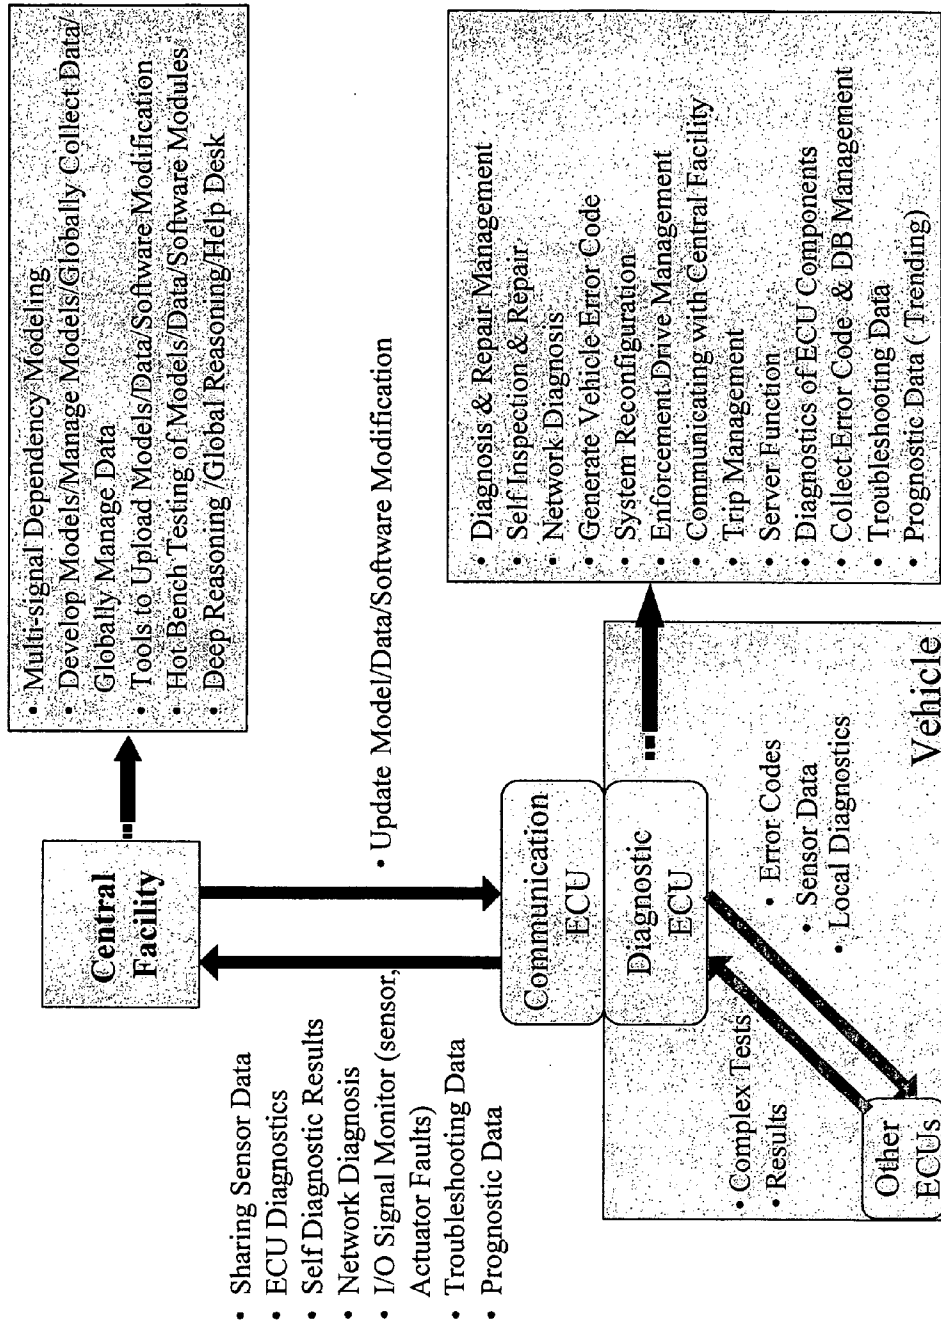 Central
Facility
• Multi-signal Dependency Modeling
• Develop Models/Manage Models/Globally Collect Data/
Globally Manage Data
• Tools to Upload Models/Data/Software Modification
• Hot Bench Testing of Models/Data/Software Modules
• Deep Reasoning /Global Reasoning/Help Desk
• Sharing Sensor Data
• ECU Diagnostics
• Self Diagnostic Results
• Network Diagnosis
• I/O Signal Monitor (sensor,
Actuator Faults)
• Troubleshooting Data
• Prognostic Data
• Update Model/Data/Software Modification
Communication
ECU
Diagnostic
ECU
• Complex Tests
• Results
• Error Codes
• Sensor Data
• Local Diagnostics
Other
ECUs
Vehicle
• Diagnosis & Repair Management
• Self Inspection & Repair
• Network Diagnosis
• Generate Vehicle Error Code
• System Reconfiguration
• Enforcement Drive Management
• Communicating with Central Facility
• Trip Management
• Server Function
• Diagnostics of ECU Components
• Collect Error Code & DB Management
• Troubleshooting Data
• Prognostic Data ( Trending)